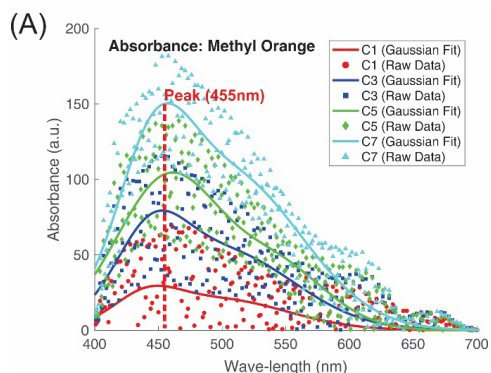 (A)
Absorbance: Methyl Orange
Peak (455nm)
C1 (Gaussian Fit)
C1 (Raw Data)
C3 (Gaussian Fit)
C3 (Raw Data)
C5 (Gaussian Fit)
C5 (Raw Data)
C7 (Gaussian Fit)
C7 (Raw Data)
Absorbance (a.u.)
200
150
100
50
0
400
450
500
550
600
650
700
Wave-length (nm)